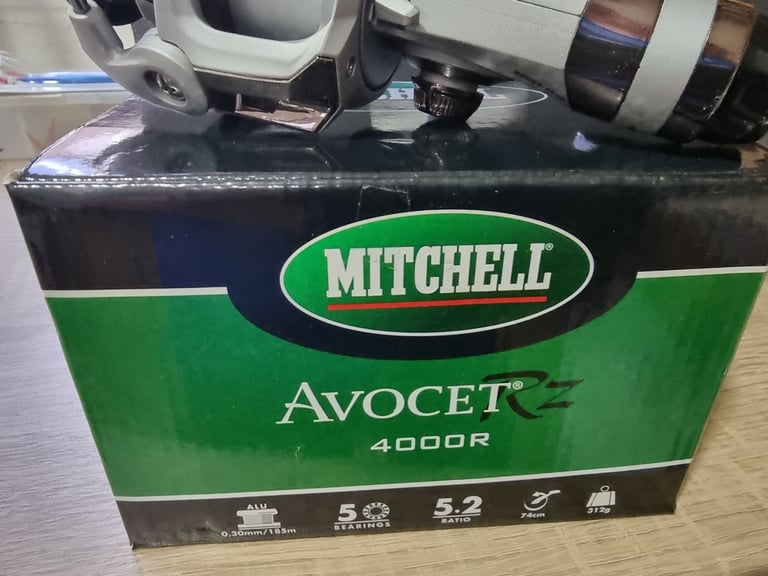 MITCHELL®
AVOCET® RZ
4000R
ALU
0,30mm/185m
5
BEARINGS
5.2
RATIO
74cm
312g